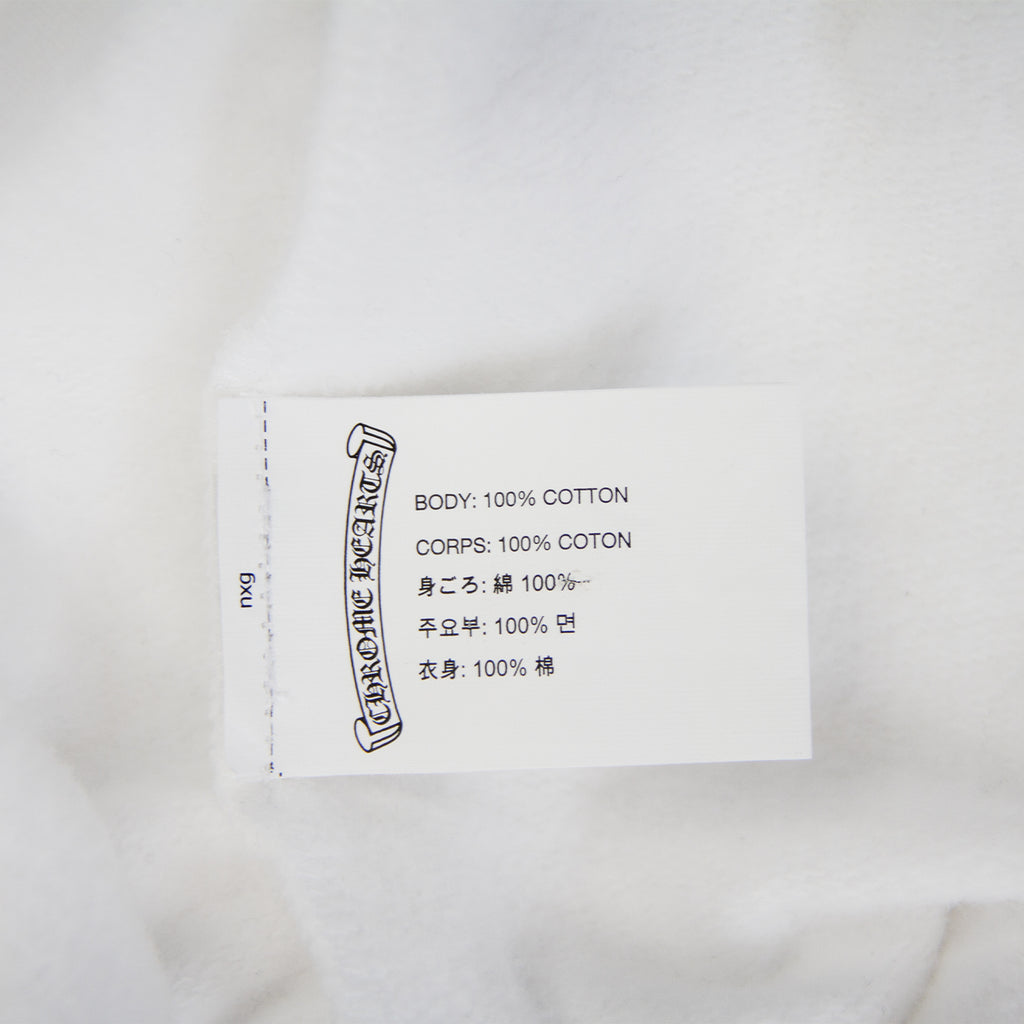 CHROME HEARTS
BODY: 100% COTTON
CORPS: 100% COTON
身ごろ: 綿 100%
주요부: 100% 면
衣身: 100% 棉
nxg